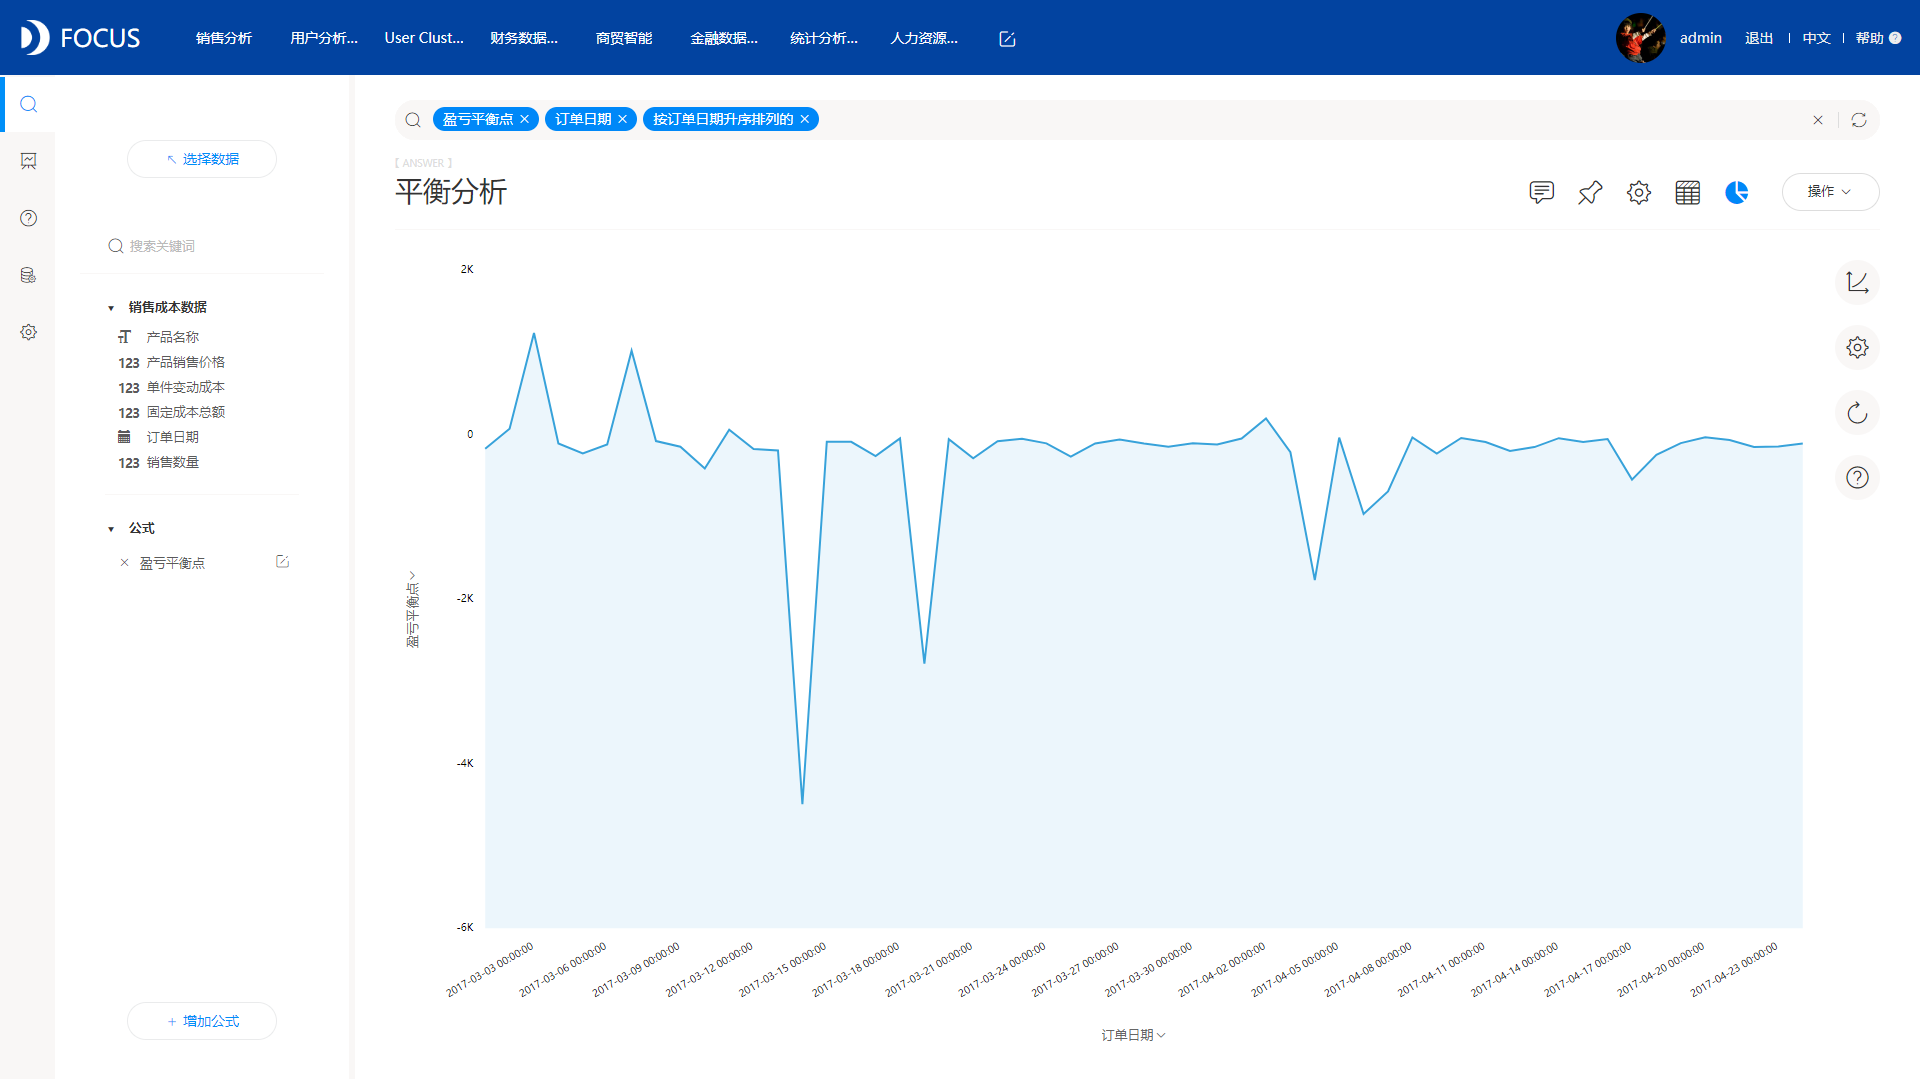 FOCUS
销售分析
用户分析...
User Clust...
财务数据...
商贸智能
金融数据...
统计分析...
人力资源...
admin
退出
中文
帮助 ?
选择数据
搜索关键词
销售成本数据
产品名称
123 产品销售价格
123 单件变动成本
123 固定成本总额
订单日期
123 销售数量
公式
盈亏平衡点
增加公式
盈亏平衡点
订单日期
按订单日期升序排列的
[ ANSWER ]
平衡分析
操作
2K
0
-2K
-4K
-6K
盈亏平衡点
2017-03-03 00:00:00
2017-03-06 00:00:00
2017-03-09 00:00:00
2017-03-12 00:00:00
2017-03-15 00:00:00
2017-03-18 00:00:00
2017-03-21 00:00:00
2017-03-24 00:00:00
2017-03-27 00:00:00
2017-03-30 00:00:00
2017-04-02 00:00:00
2017-04-05 00:00:00
2017-04-08 00:00:00
2017-04-11 00:00:00
2017-04-14 00:00:00
2017-04-17 00:00:00
2017-04-20 00:00:00
2017-04-23 00:00:00
订单日期